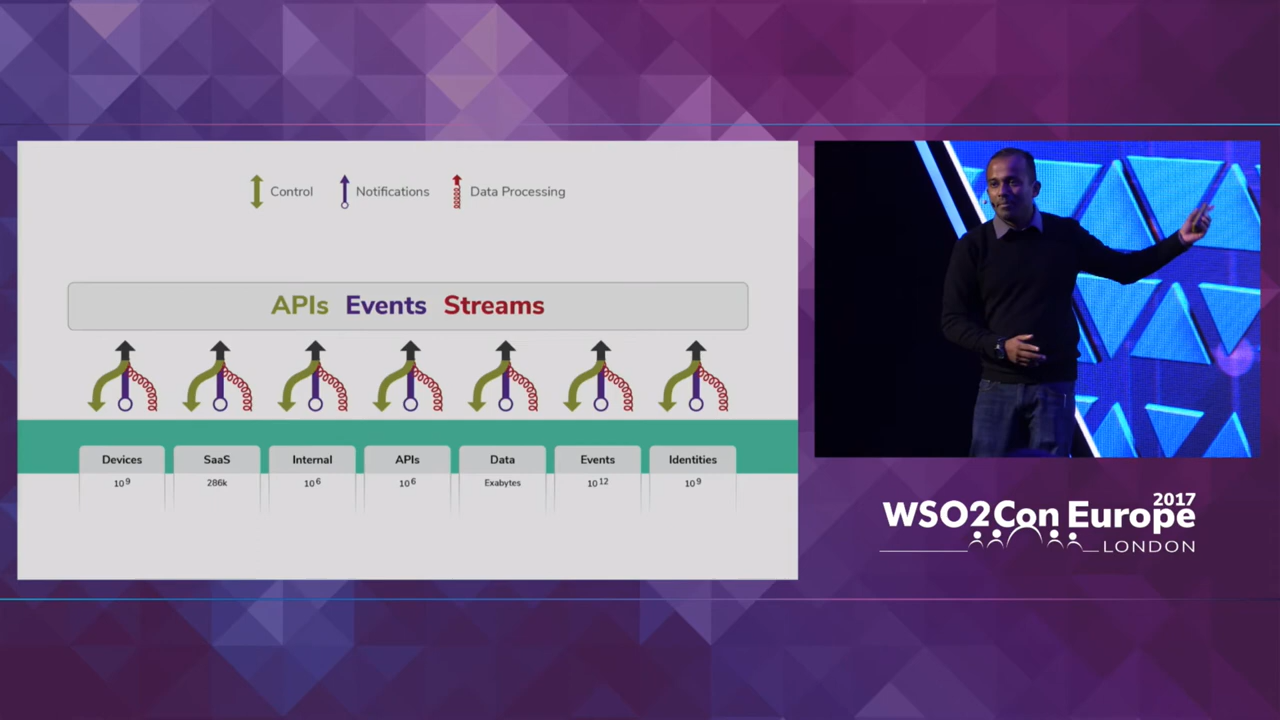 Control Notifications Data Processing
APIs Events Streams
Devices SaaS Internal APIs Data Events Identities
10⁹ 286k 10⁶ 10⁶ Exabytes 10¹² 10⁹
2017
WSO2Con Europe
LONDON